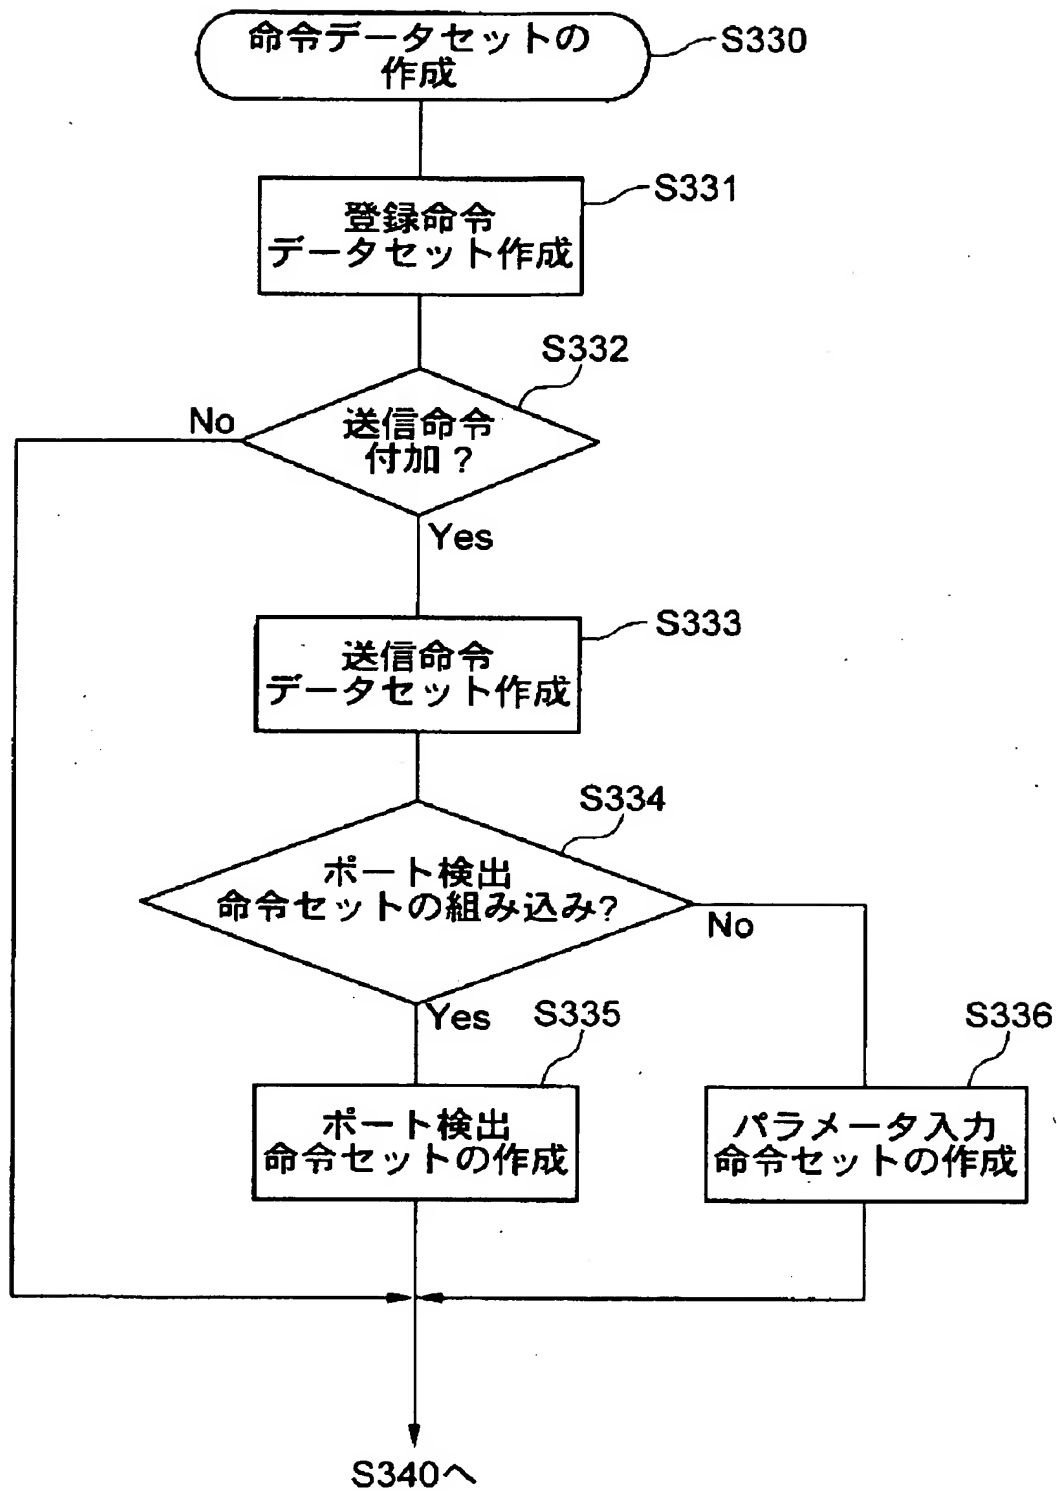 命令データセットの
作成
S330
S331
登録命令
データセット作成
S332
No
送信命令
付加？
Yes
S333
送信命令
データセット作成
S334
ポート検出
命令セットの組み込み?
No
Yes
S335
S336
ポート検出
命令セットの作成
パラメータ入力
命令セットの作成
S340へ